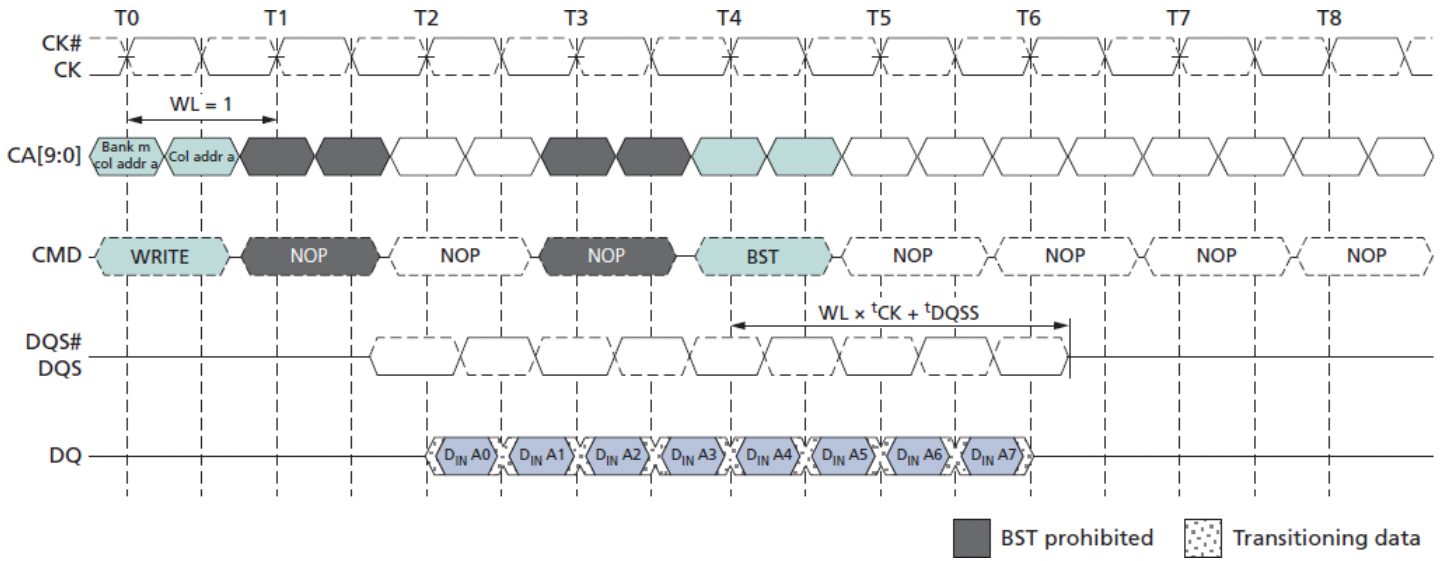 T0 T1 T2 T3 T4 T5 T6 T7 T8
CK#
CK
WL = 1
CA[9:0]
Bank m
col addr a
Col addr a
CMD
WRITE NOP NOP NOP BST NOP NOP NOP NOP
WL × tCK + tDQSS
DQS#
DQS
DQ
DIN A0 DIN A1 DIN A2 DIN A3 DIN A4 DIN A5 DIN A6 DIN A7
BST prohibited Transitioning data